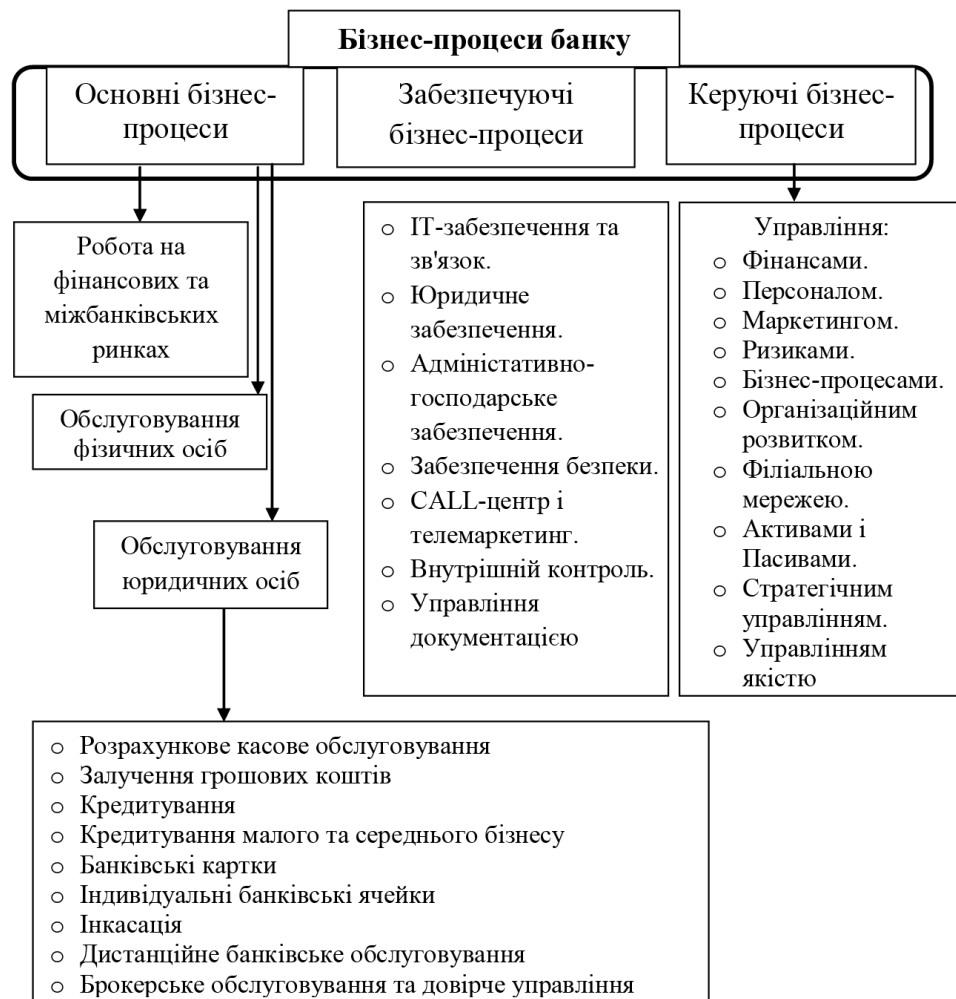 Бізнес-процеси банку
Основні бізнес-
процеси
Забезпечуючі
бізнес-процеси
Керуючі бізнес-
процеси
Робота на
фінансових та
міжбанківських
ринках
Обслуговування
фізичних осіб
Обслуговування
юридичних осіб
o ІТ-забезпечення та
зв'язок.
o Юридичне
забезпечення.
o Адміністативно-
господарське
забезпечення.
o Забезпечення безпеки.
o CALL-центр і
телемаркетинг.
o Внутрішній контроль.
o Управління
документацією
Управління:
o Фінансами.
o Персоналом.
o Маркетингом.
o Ризиками.
o Бізнес-процесами.
o Організаційним
розвитком.
o Філіальною
мережею.
o Активами і
Пасивами.
o Стратегічним
управлінням.
o Управлінням
якістю
o Розрахункове касове обслуговування
o Залучення грошових коштів
o Кредитування
o Кредитування малого та середнього бізнесу
o Банківські картки
o Індивидуальні банківські ячейки
o Інкасація
o Дистанційне банківське обслуговування
o Брокерське обслуговування та довірче управління